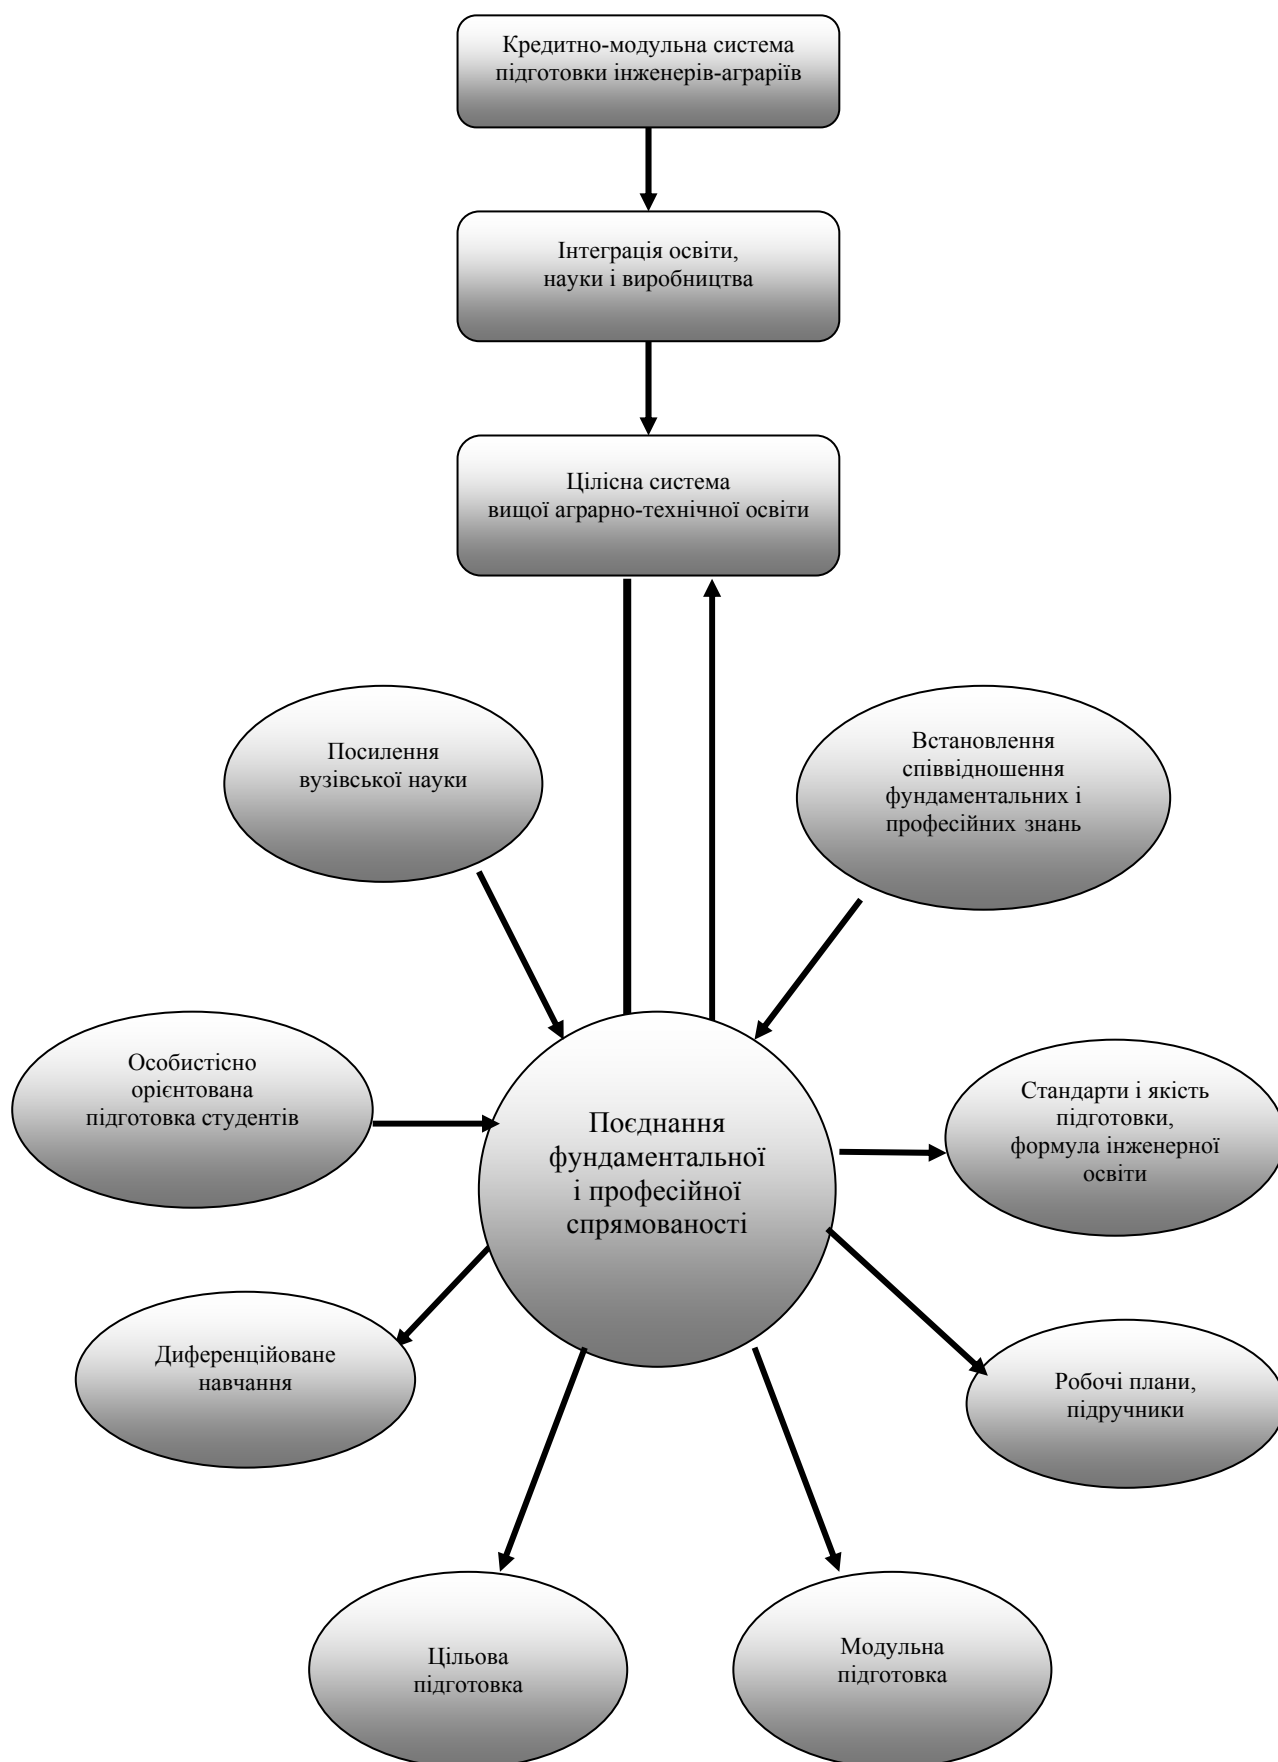 Кредитно-модульна система
підготовки інженерів-аграріїв
Інтеграція освіти,
науки і виробництва
Цілісна система
вищої аграрно-технічної освіти
Посилення
вузівської науки
Встановлення
співвідношення
фундаментальних і
професійних знань
Особистісно
орієнтована
підготовка студентів
Поєднання
фундаментальної
і професійної
спрямованості
Стандарти і якість
підготовки,
формула інженерної
освіти
Диференційоване
навчання
Робочі плани,
підручники
Цільова
підготовка
Модульна
підготовка